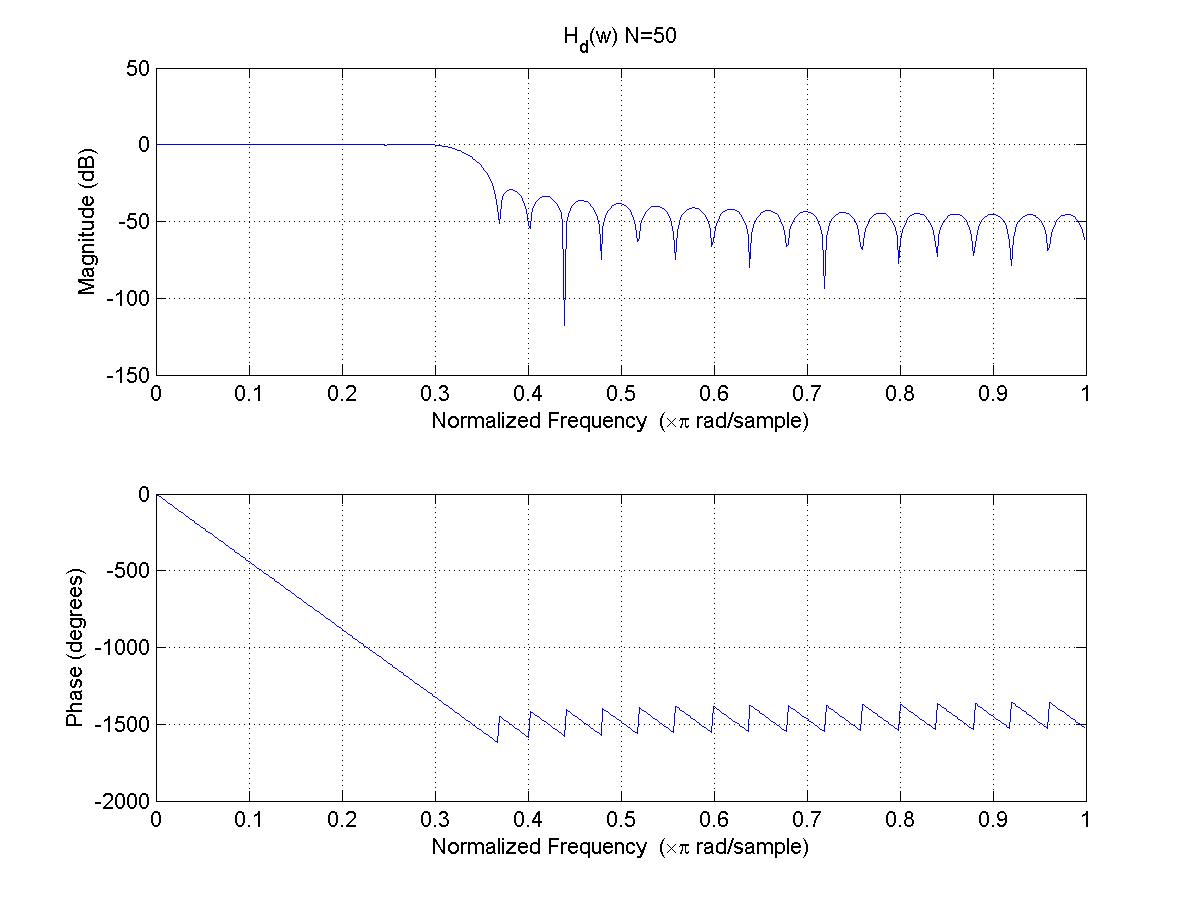 H_d(w) N=50
50
0
-50
-100
-150
Magnitude (dB)
0 0.1 0.2 0.3 0.4 0.5 0.6 0.7 0.8 0.9 1
Normalized Frequency (×π rad/sample)
0
-500
-1000
-1500
-2000
Phase (degrees)
0 0.1 0.2 0.3 0.4 0.5 0.6 0.7 0.8 0.9 1
Normalized Frequency (×π rad/sample)